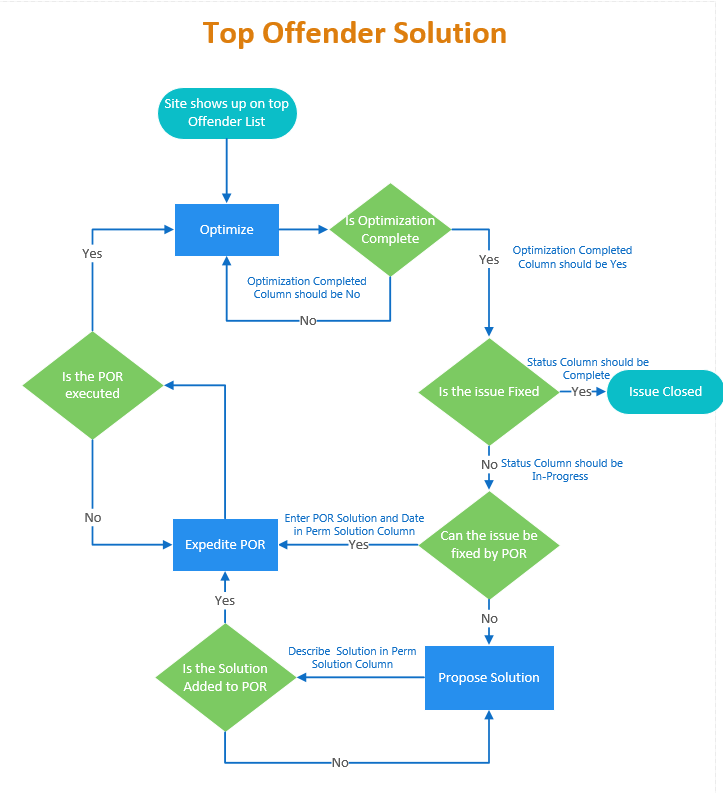 Top Offender Solution
Site shows up on top
Offender List
Optimize
Is Optimization
Complete
Yes
Optimization Completed
Column should be Yes
Yes
Optimization Completed
Column should be No
No
Is the POR
executed
Is the issue Fixed
Status Column should be
Complete
Yes
Issue Closed
No
Status Column should be
In-Progress
No
Expedite POR
Enter POR Solution and Date
in Perm Solution Column
Yes
Can the issue be
fixed by POR
Yes
No
Is the Solution
Added to POR
Describe  Solution in Perm
Solution Column
Propose Solution
No